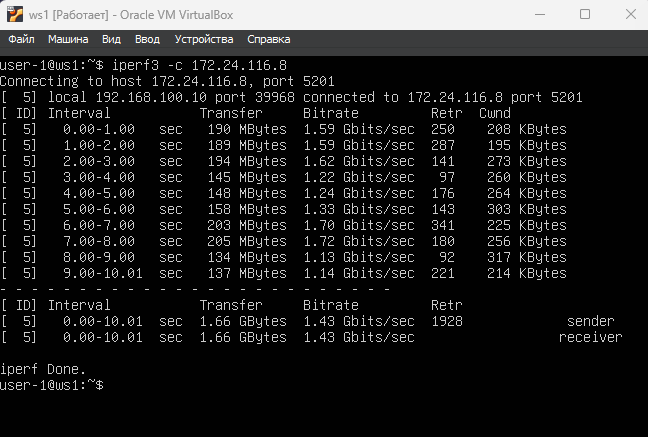 ws1 [Работает] - Oracle VM VirtualBox
Файл Машина Вид Ввод Устройства Справка
user-1@ws1:~$ iperf3 -c 172.24.116.8
Connecting to host 172.24.116.8, port 5201
[  5] local 192.168.100.10 port 39968 connected to 172.24.116.8 port 5201
[ ID] Interval           Transfer     Bitrate         Retr  Cwnd
[  5]   0.00-1.00   sec   190 MBytes  1.59 Gbits/sec  250    208 KBytes
[  5]   1.00-2.00   sec   189 MBytes  1.59 Gbits/sec  287    195 KBytes
[  5]   2.00-3.00   sec   194 MBytes  1.62 Gbits/sec  141    273 KBytes
[  5]   3.00-4.00   sec   145 MBytes  1.22 Gbits/sec   97    260 KBytes
[  5]   4.00-5.00   sec   148 MBytes  1.24 Gbits/sec  176    264 KBytes
[  5]   5.00-6.00   sec   158 MBytes  1.33 Gbits/sec  143    303 KBytes
[  5]   6.00-7.00   sec   203 MBytes  1.70 Gbits/sec  341    225 KBytes
[  5]   7.00-8.00   sec   205 MBytes  1.72 Gbits/sec  180    256 KBytes
[  5]   8.00-9.00   sec   134 MBytes  1.13 Gbits/sec   92    317 KBytes
[  5]   9.00-10.01  sec   137 MBytes  1.14 Gbits/sec  221    214 KBytes
- - - - - - - - - - - - - - - - - - - - - - - - -
[ ID] Interval           Transfer     Bitrate         Retr
[  5]   0.00-10.01  sec  1.66 GBytes  1.43 Gbits/sec  1928             sender
[  5]   0.00-10.01  sec  1.66 GBytes  1.43 Gbits/sec                  receiver
iperf Done.
user-1@ws1:~$